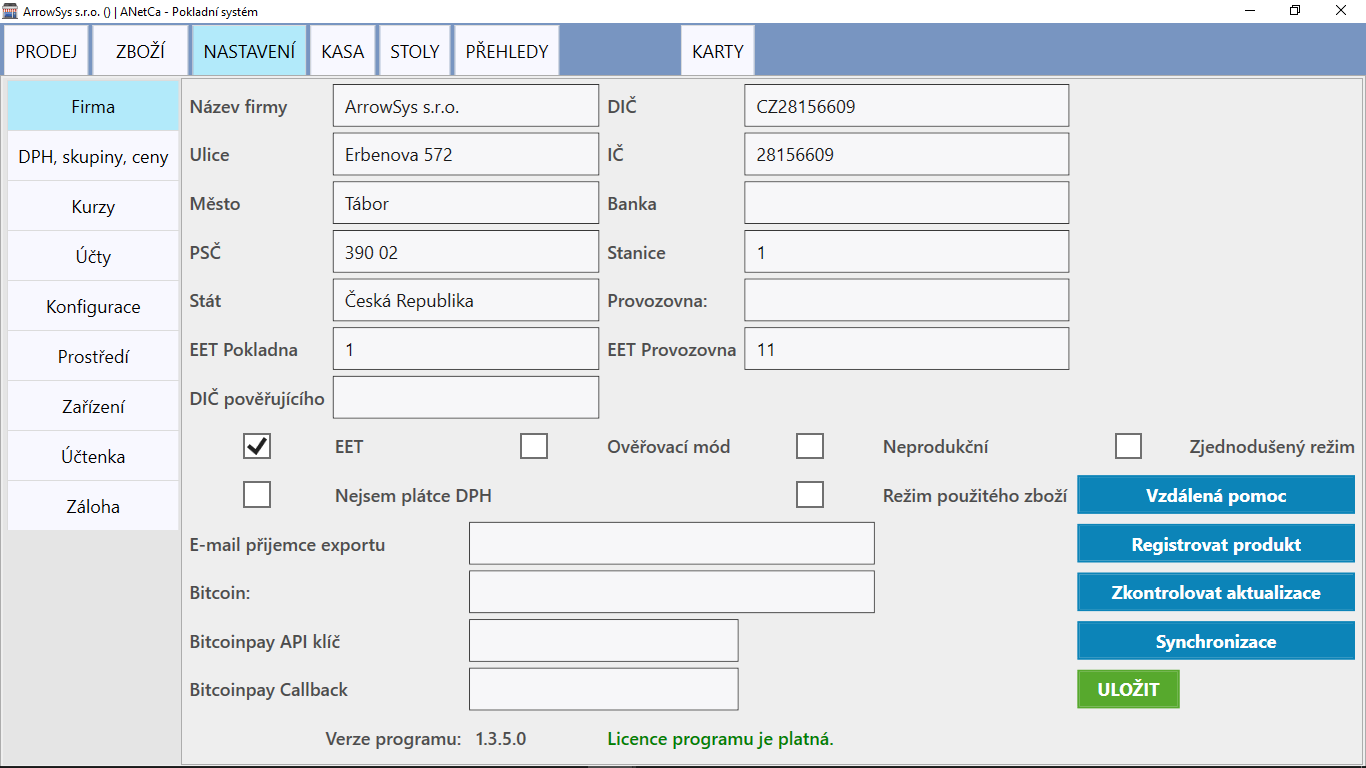 ArrowSys s.r.o. () | ANetCa - Pokladní systém
PRODEJ ZBOŽÍ NASTAVENÍ KASA STOLY PŘEHLEDY KARTY
Firma
DPH, skupiny, ceny
Kurzy
Účty
Konfigurace
Prostředí
Zařízení
Účtenka
Záloha
Název firmy ArrowSys s.r.o. DIČ CZ28156609
Ulice Erbenova 572 IČ 28156609
Město Tábor Banka
PSČ 390 02 Stanice 1
Stát Česká Republika Provozovna:
EET Pokladna 1 EET Provozovna 11
DIČ pověřujícího
EET Ověřovací mód Neprodukční Zjednodušený režim
Nejsem plátce DPH Režim použitého zboží Vzdálená pomoc
E-mail přijemce exportu Registrovat produkt
Bitcoin: Zkontrolovat aktualizace
Bitcoinpay API klíč Synchronizace
Bitcoinpay Callback ULOŽIT
Verze programu: 1.3.5.0 Licence programu je platná.